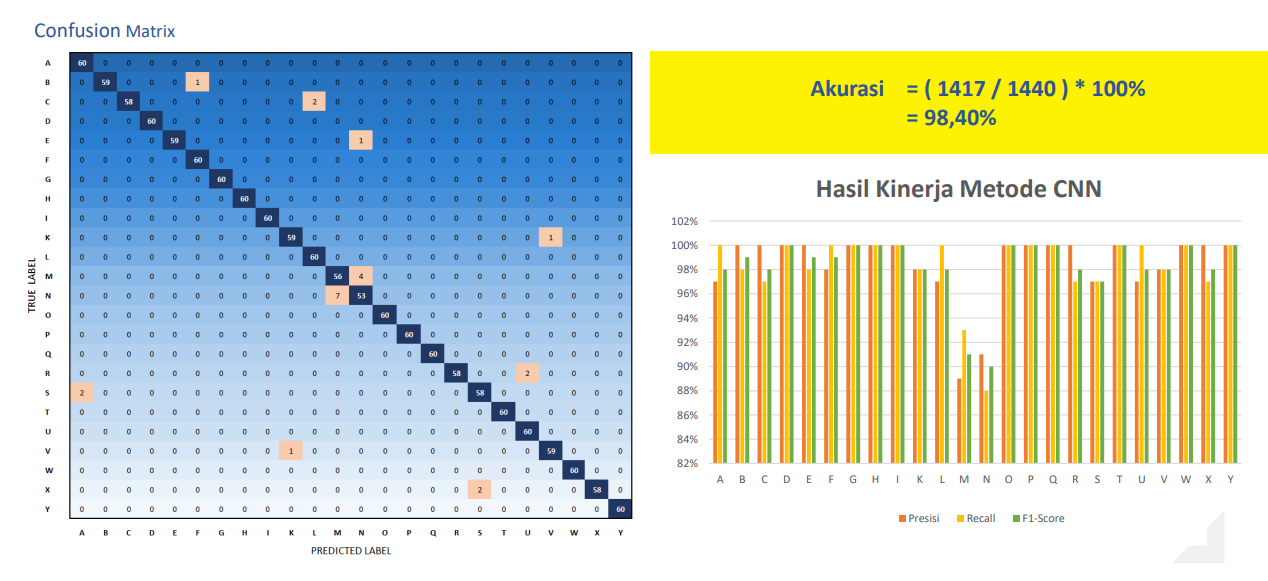 Confusion Matrix
A 60 0 0 0 0 0 0 0 0 0 0 0 0 0 0 0 0 0 0 0 0 0 0 0
B 0 59 0 0 0 1 0 0 0 0 0 0 0 0 0 0 0 0 0 0 0 0 0 0
C 0 0 58 0 0 0 0 0 0 0 2 0 0 0 0 0 0 0 0 0 0 0 0 0
D 0 0 0 60 0 0 0 0 0 0 0 0 0 0 0 0 0 0 0 0 0 0 0 0
E 0 0 0 0 59 0 0 0 0 0 0 0 1 0 0 0 0 0 0 0 0 0 0 0
F 0 0 0 0 0 60 0 0 0 0 0 0 0 0 0 0 0 0 0 0 0 0 0 0
G 0 0 0 0 0 0 60 0 0 0 0 0 0 0 0 0 0 0 0 0 0 0 0 0
H 0 0 0 0 0 0 0 60 0 0 0 0 0 0 0 0 0 0 0 0 0 0 0 0
I 0 0 0 0 0 0 0 0 60 0 0 0 0 0 0 0 0 0 0 0 0 0 0 0
K 0 0 0 0 0 0 0 0 0 59 0 0 0 0 0 0 0 0 0 0 1 0 0 0
L 0 0 0 0 0 0 0 0 0 0 60 0 0 0 0 0 0 0 0 0 0 0 0 0
M 0 0 0 0 0 0 0 0 0 0 0 56 4 0 0 0 0 0 0 0 0 0 0 0
N 0 0 0 0 0 0 0 0 0 0 0 7 53 0 0 0 0 0 0 0 0 0 0 0
O 0 0 0 0 0 0 0 0 0 0 0 0 0 60 0 0 0 0 0 0 0 0 0 0
P 0 0 0 0 0 0 0 0 0 0 0 0 0 0 60 0 0 0 0 0 0 0 0 0
Q 0 0 0 0 0 0 0 0 0 0 0 0 0 0 0 60 0 0 0 0 0 0 0 0
R 0 0 0 0 0 0 0 0 0 0 0 0 0 0 0 0 58 0 0 2 0 0 0 0
S 2 0 0 0 0 0 0 0 0 0 0 0 0 0 0 0 0 58 0 0 0 0 0 0
T 0 0 0 0 0 0 0 0 0 0 0 0 0 0 0 0 0 0 60 0 0 0 0 0
U 0 0 0 0 0 0 0 0 0 0 0 0 0 0 0 0 0 0 0 60 0 0 0 0
V 0 0 0 0 0 0 0 0 0 1 0 0 0 0 0 0 0 0 0 0 59 0 0 0
W 0 0 0 0 0 0 0 0 0 0 0 0 0 0 0 0 0 0 0 0 0 60 0 0
X 0 0 0 0 0 0 0 0 0 0 0 0 0 0 0 0 0 2 0 0 0 0 58 0
Y 0 0 0 0 0 0 0 0 0 0 0 0 0 0 0 0 0 0 0 0 0 0 0 60
A B C D E F G H I K L M N O P Q R S T U V W X Y
TRUE LABEL
PREDICTED LABEL
Akurasi = ( 1417 / 1440 ) * 100%
= 98,40%
Hasil Kinerja Metode CNN
102%
100%
98%
96%
94%
92%
90%
88%
86%
84%
82%
A B C D E F G H I K L M N O P Q R S T U V W X Y
Presisi Recall F1-Score